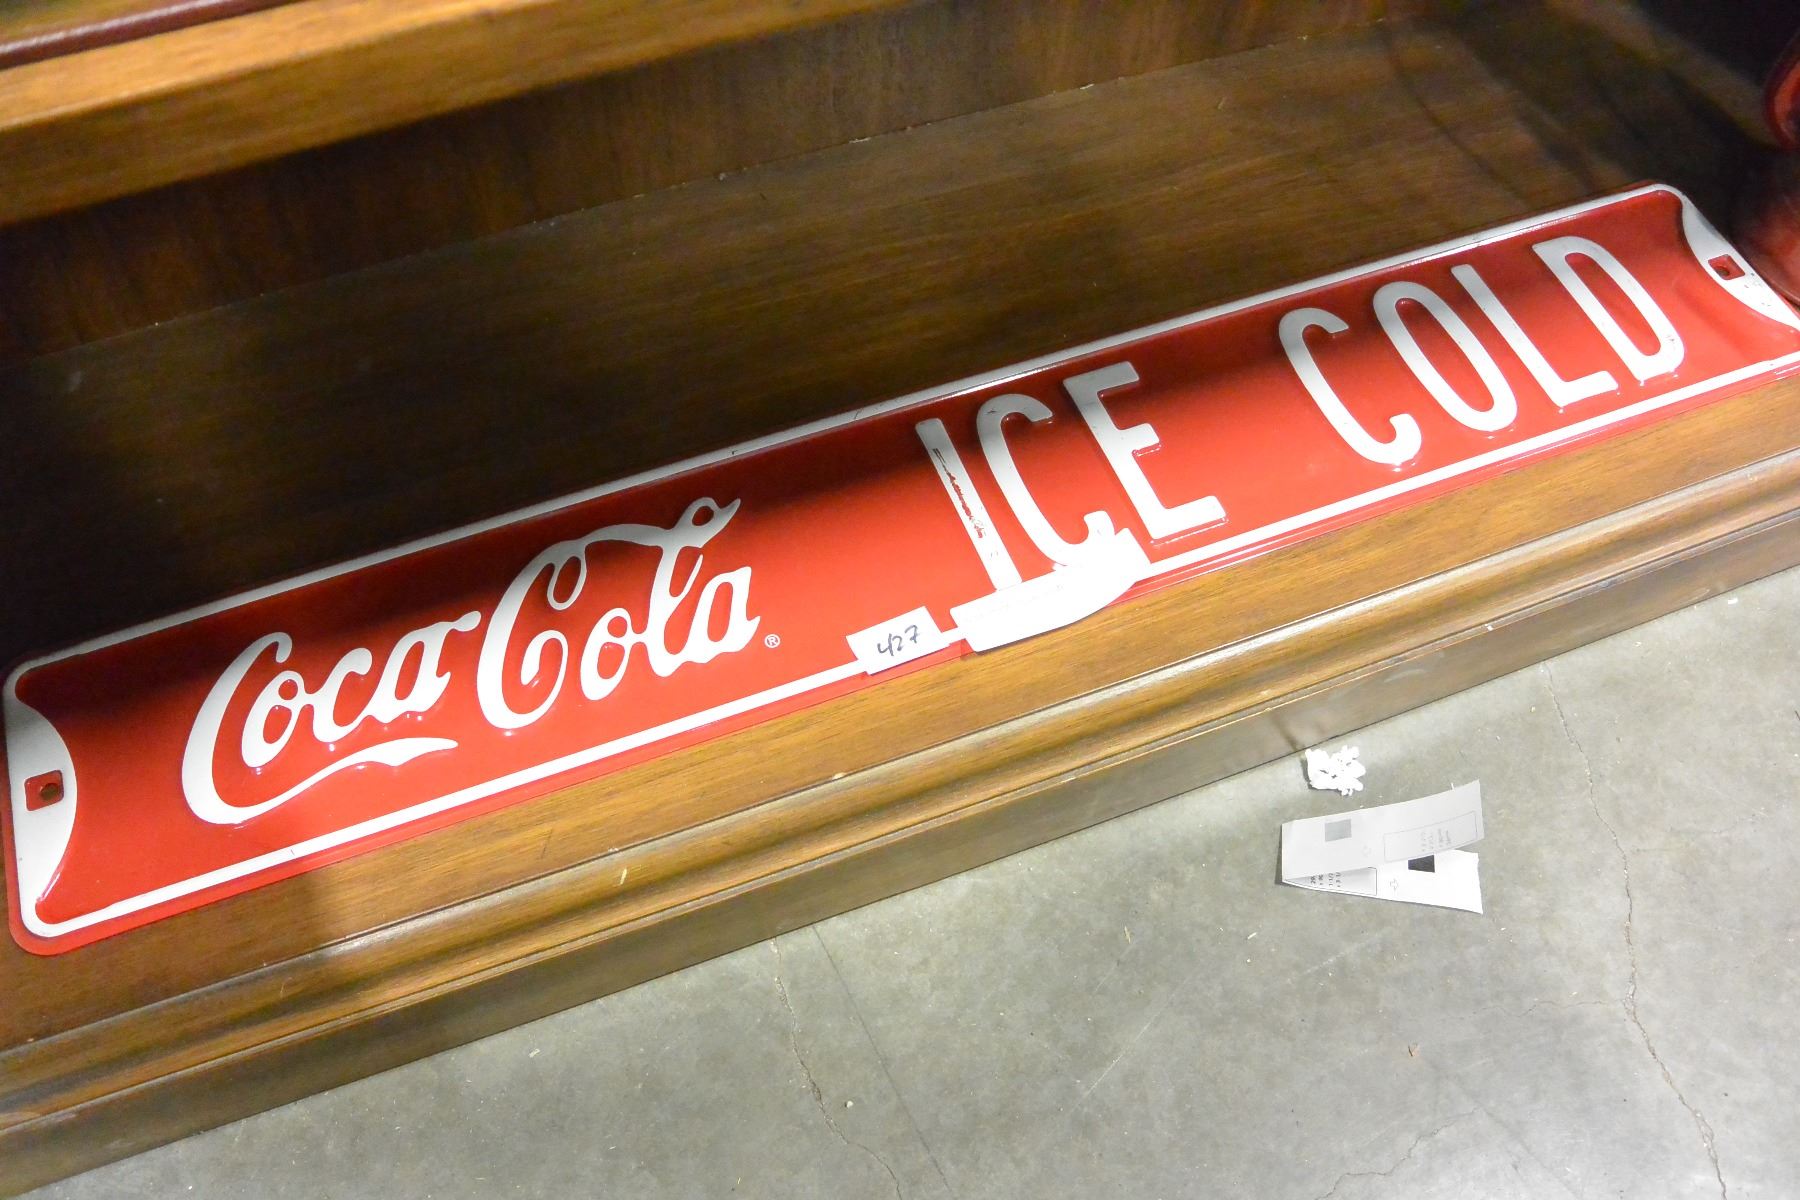 Coca-Cola ® ICE COLD
427